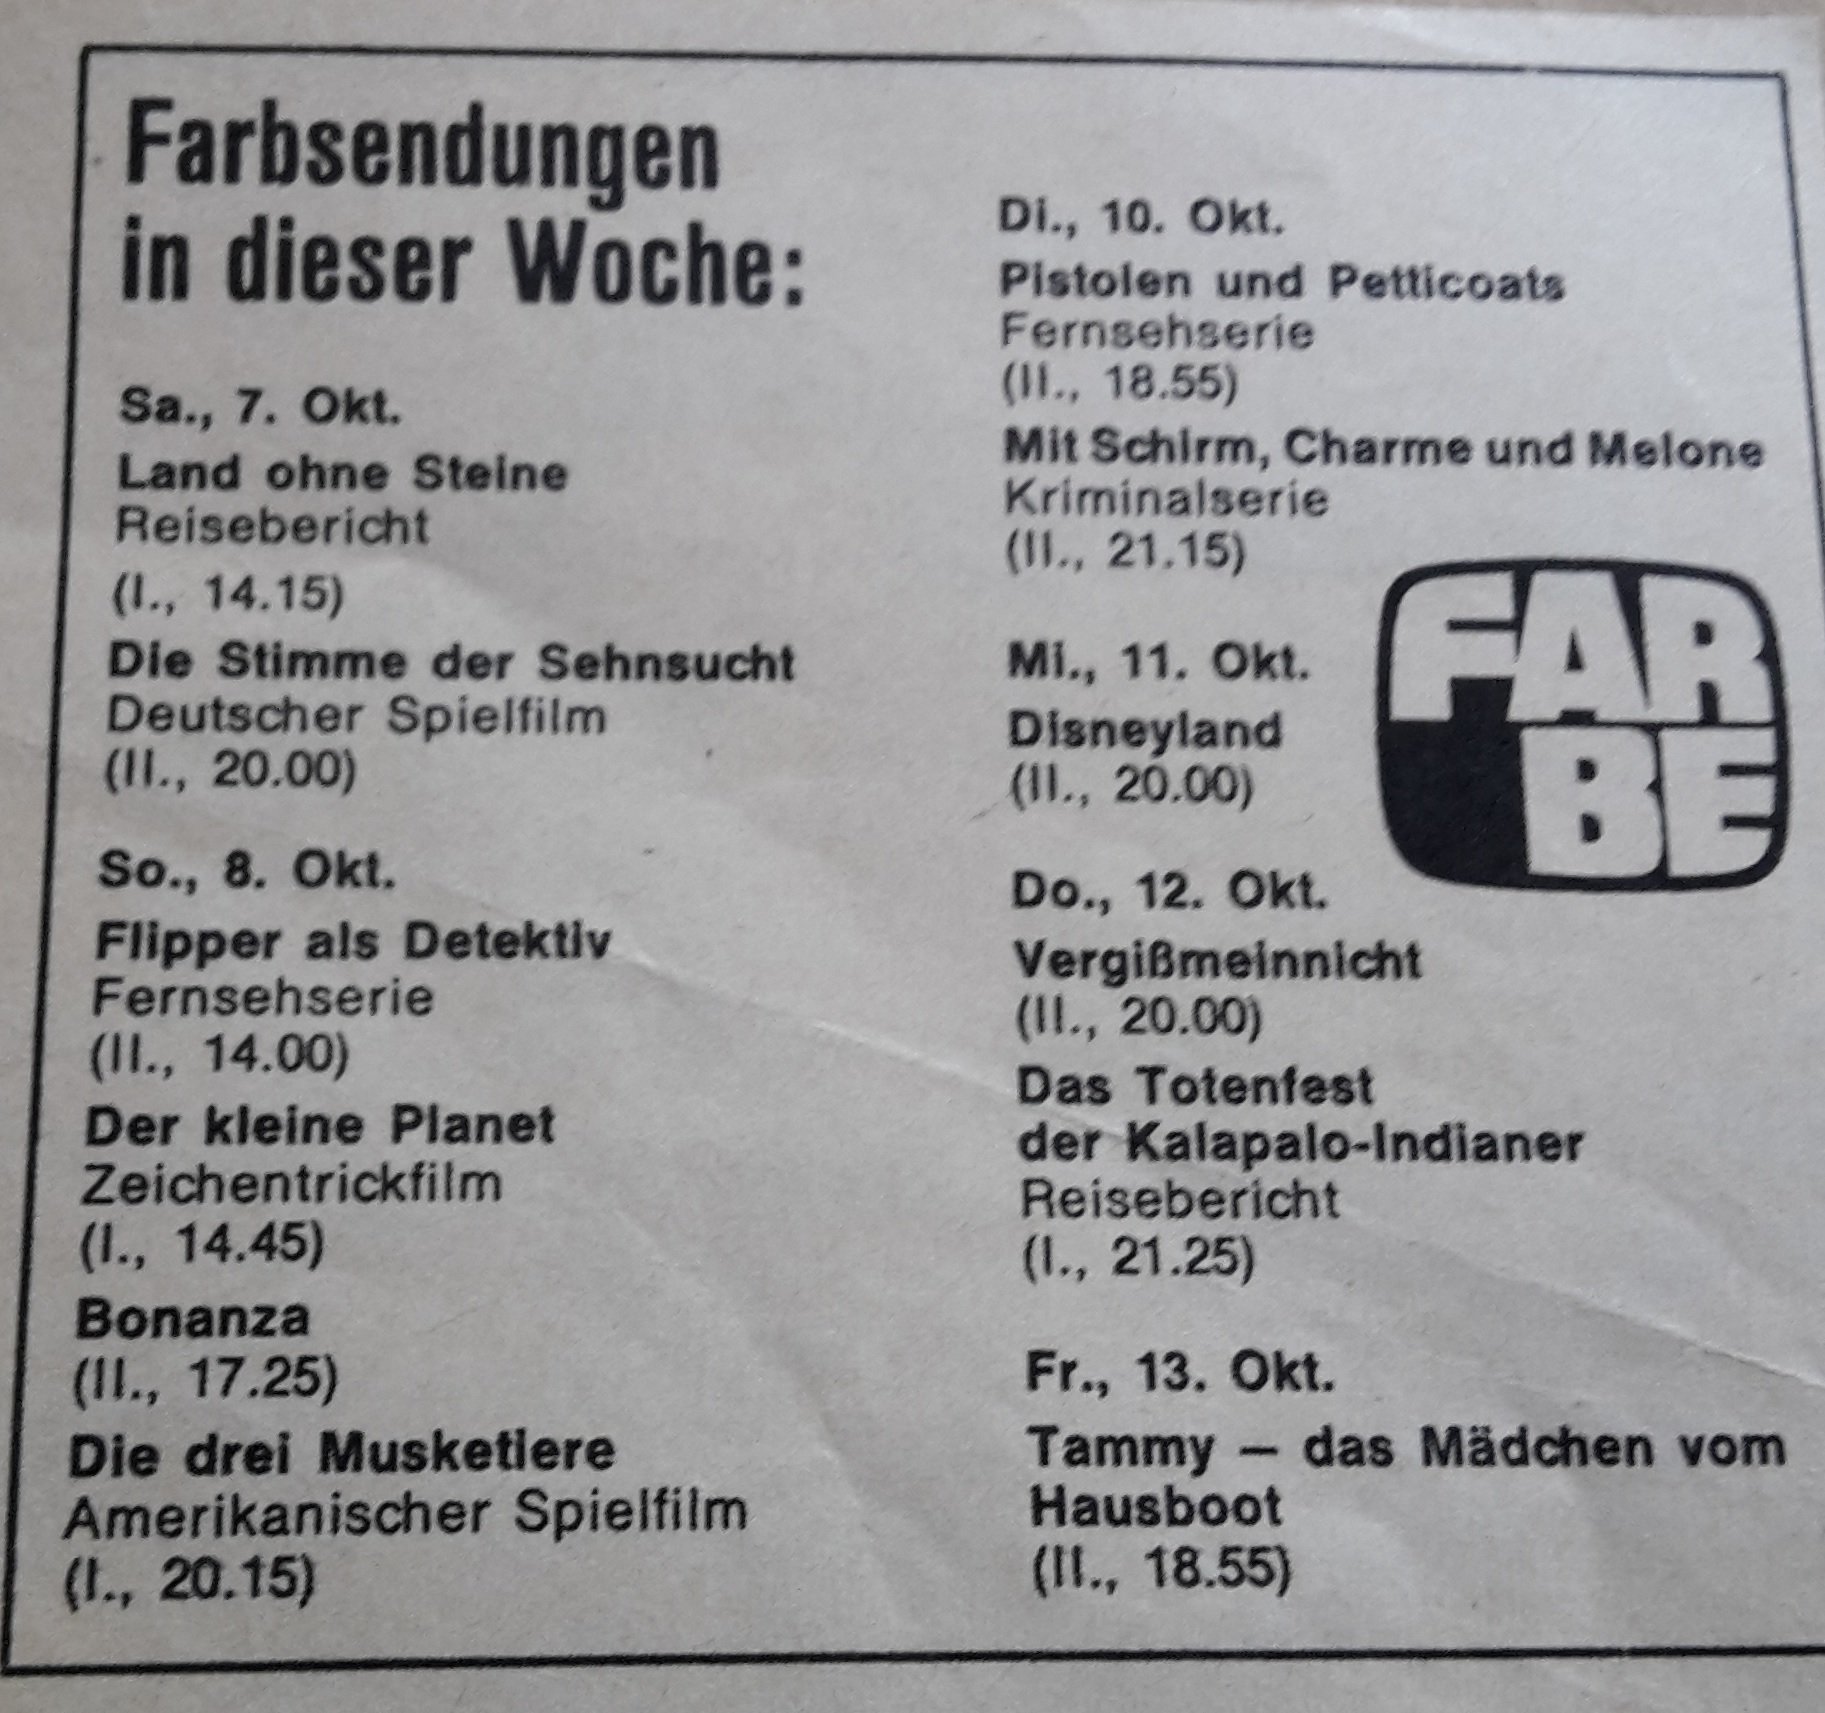 Farbsendungen
in dieser Woche:
Sa., 7. Okt.
Land ohne Steine
Reisebericht
(I., 14.15)
Die Stimme der Sehnsucht
Deutscher Spielfilm
(II., 20.00)
So., 8. Okt.
Flipper als Detektiv
Fernsehserie
(II., 14.00)
Der kleine Planet
Zeichentrickfilm
(I., 14.45)
Bonanza
(II., 17.25)
Die drei Musketiere
Amerikanischer Spielfilm
(I., 20.15)
Di., 10. Okt.
Pistolen und Petticoats
Fernsehserie
(II., 18.55)
Mit Schirm, Charme und Melone
Kriminalserie
(II., 21.15)
Mi., 11. Okt.
Disneyland
(II., 20.00)
FAR
BE
Do., 12. Okt.
Vergißmeinnicht
(II., 20.00)
Das Totenfest
der Kalapalo-Indianer
Reisebericht
(I., 21.25)
Fr., 13. Okt.
Tammy – das Mädchen vom
Hausboot
(II., 18.55)